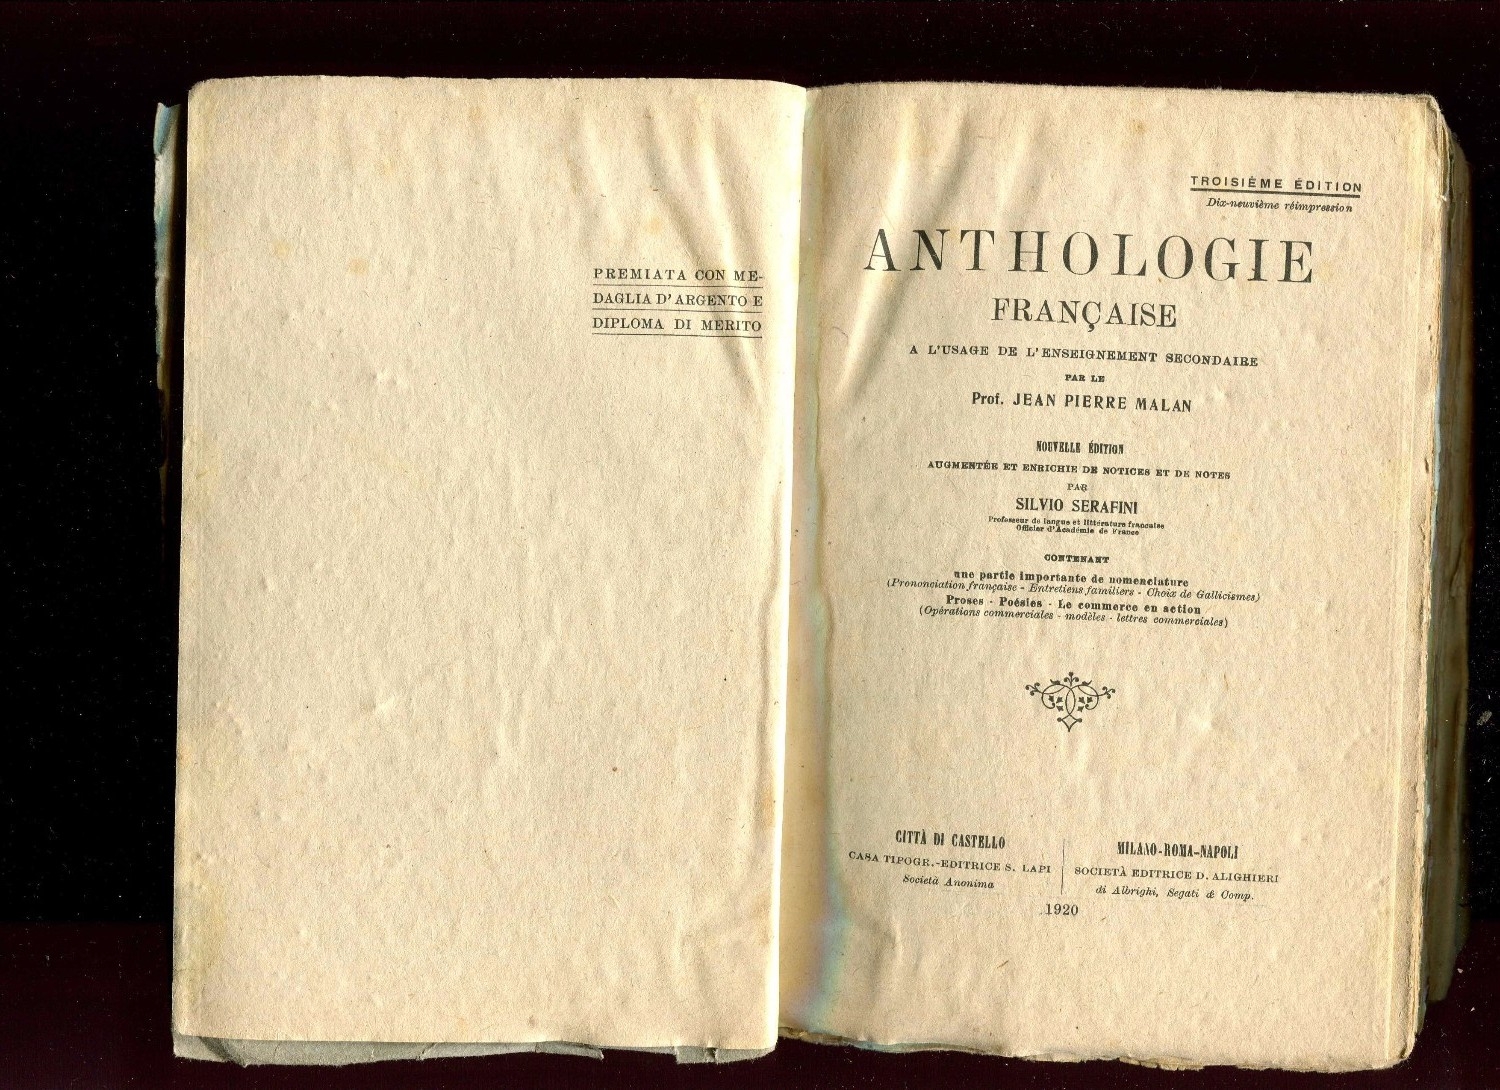 PREMIATA CON ME-
DAGLIA D'ARGENTO E
DIPLOMA DI MERITO
TROISIÈME ÉDITION
Dix-neuvième réimpression
ANTHOLOGIE
FRANÇAISE
A L'USAGE DE L'ENSEIGNEMENT SECONDAIRE
PAR LE
Prof. JEAN PIERRE MALAN
NOUVELLE ÉDITION
AUGMENTÉE ET ENRICHIE DE NOTICES ET DE NOTES
PAR
SILVIO SERAFINI
Professeur de langue et littérature française
Officier d'Académie de France
CONTENANT
une partie importante de nomenclature
(Prononciation française - Entretiens familiers - Choix de Gallicismes)
Proses - Poésies - Le commerce en action
(Opérations commerciales - modèles - lettres commerciales)
CITTÀ DI CASTELLO
CASA TIPOGR.-EDITRICE S. LAPI
Società Anonima
MILANO-ROMA-NAPOLI
SOCIETÀ EDITRICE D. ALIGHIERI
di Albrighi, Segati & Comp.
1920